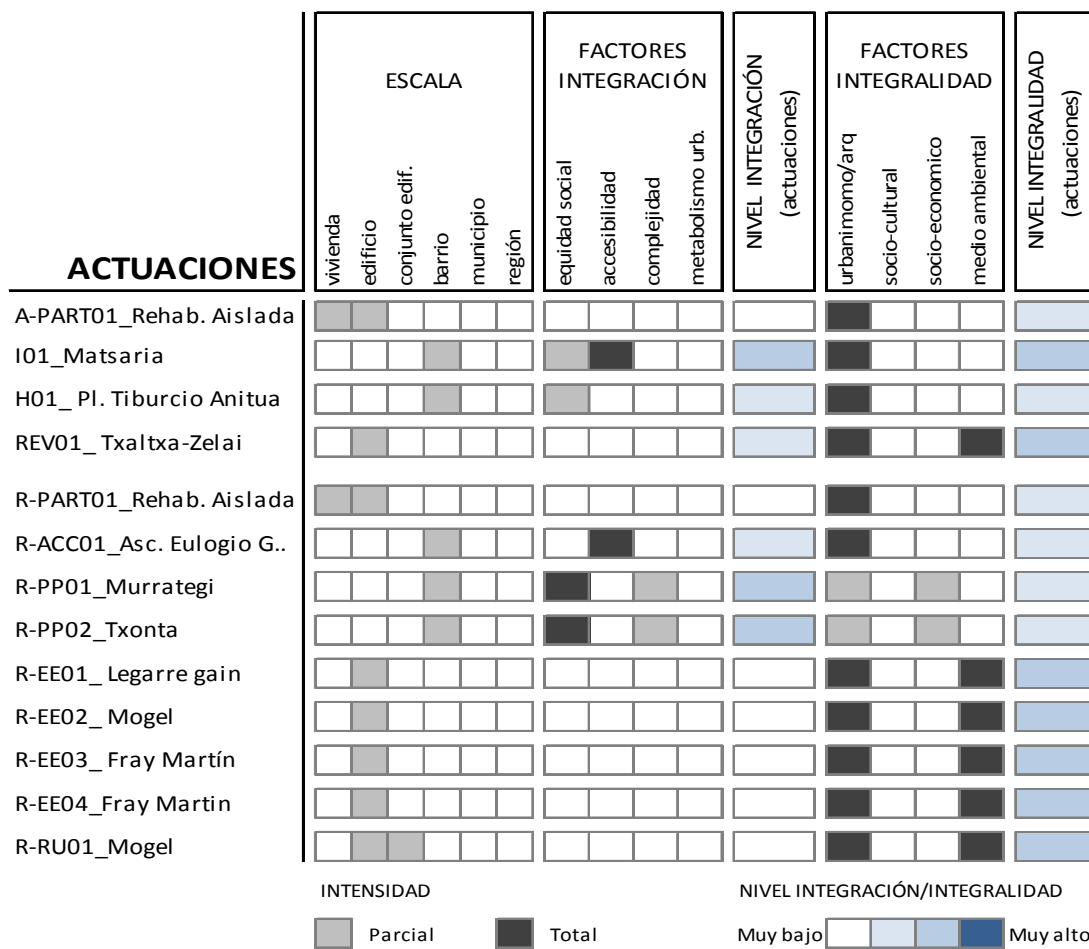 ESCALA
FACTORES
INTEGRACIÓN
NIVEL INTEGRACIÓN
(actuaciones)
FACTORES
INTEGRALIDAD
NIVEL INTEGRALIDAD
(actuaciones)
ACTUACIONES
vivienda
edificio
conjunto edif.
barrio
municipio
región
equidad social
accesibilidad
complejidad
metabolismo urb.
urbanimomo/arq
socio-cultural
socio-economico
medio ambiental
A-PART01_Rehab. Aislada
I01_Matsaria
H01_ Pl. Tiburcio Anitua
REV01_ Txaltxa-Zelai
R-PART01_Rehab. Aislada
R-ACC01_Asc. Eulogio G..
R-PP01_Murrategi
R-PP02_Txonta
R-EE01_ Legarre gain
R-EE02_ Mogel
R-EE03_ Fray Martín
R-EE04_Fray Martin
R-RU01_Mogel
INTENSIDAD
NIVEL INTEGRACIÓN/INTEGRALIDAD
Parcial
Total
Muy bajo
Muy alto